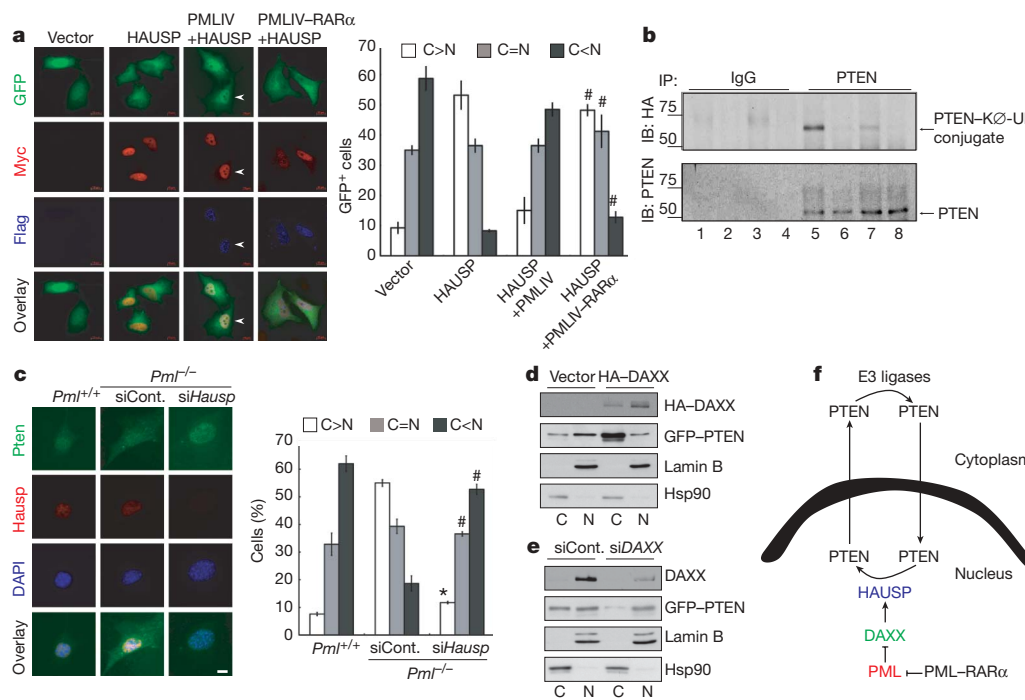 a
Vector
HAUSP
PMLIV
+HAUSP
PMLIV–RARα
+HAUSP
GFP
Myc
Flag
Overlay
C>N
C=N
C<N
GFP⁺ cells
70
60
50
40
30
20
10
0
#
#
#
Vector
HAUSP
HAUSP
+PMLIV
HAUSP
+PMLIV–RARα
b
IP:
IgG
PTEN
IB: HA
75
50
PTEN–KØ-U
conjugate
IB: PTEN
75
50
PTEN
1 2 3 4 5 6 7 8
c
Pml⁻/⁻
Pml⁺/⁺
siCont.
siHausp
Pten
Hausp
DAPI
Overlay
C>N
C=N
C<N
Cells (%)
70
60
50
40
30
20
10
0
*
#
#
Pml⁺/⁺
siCont.
siHausp
Pml⁻/⁻
d
Vector HA–DAXX
HA–DAXX
GFP–PTEN
Lamin B
Hsp90
C N C N
e
siCont. siDAXX
DAXX
GFP–PTEN
Lamin B
Hsp90
C N C N
f
E3 ligases
PTEN PTEN
Cytoplasm
PTEN PTEN
Nucleus
HAUSP
DAXX
PML
PML–RARα